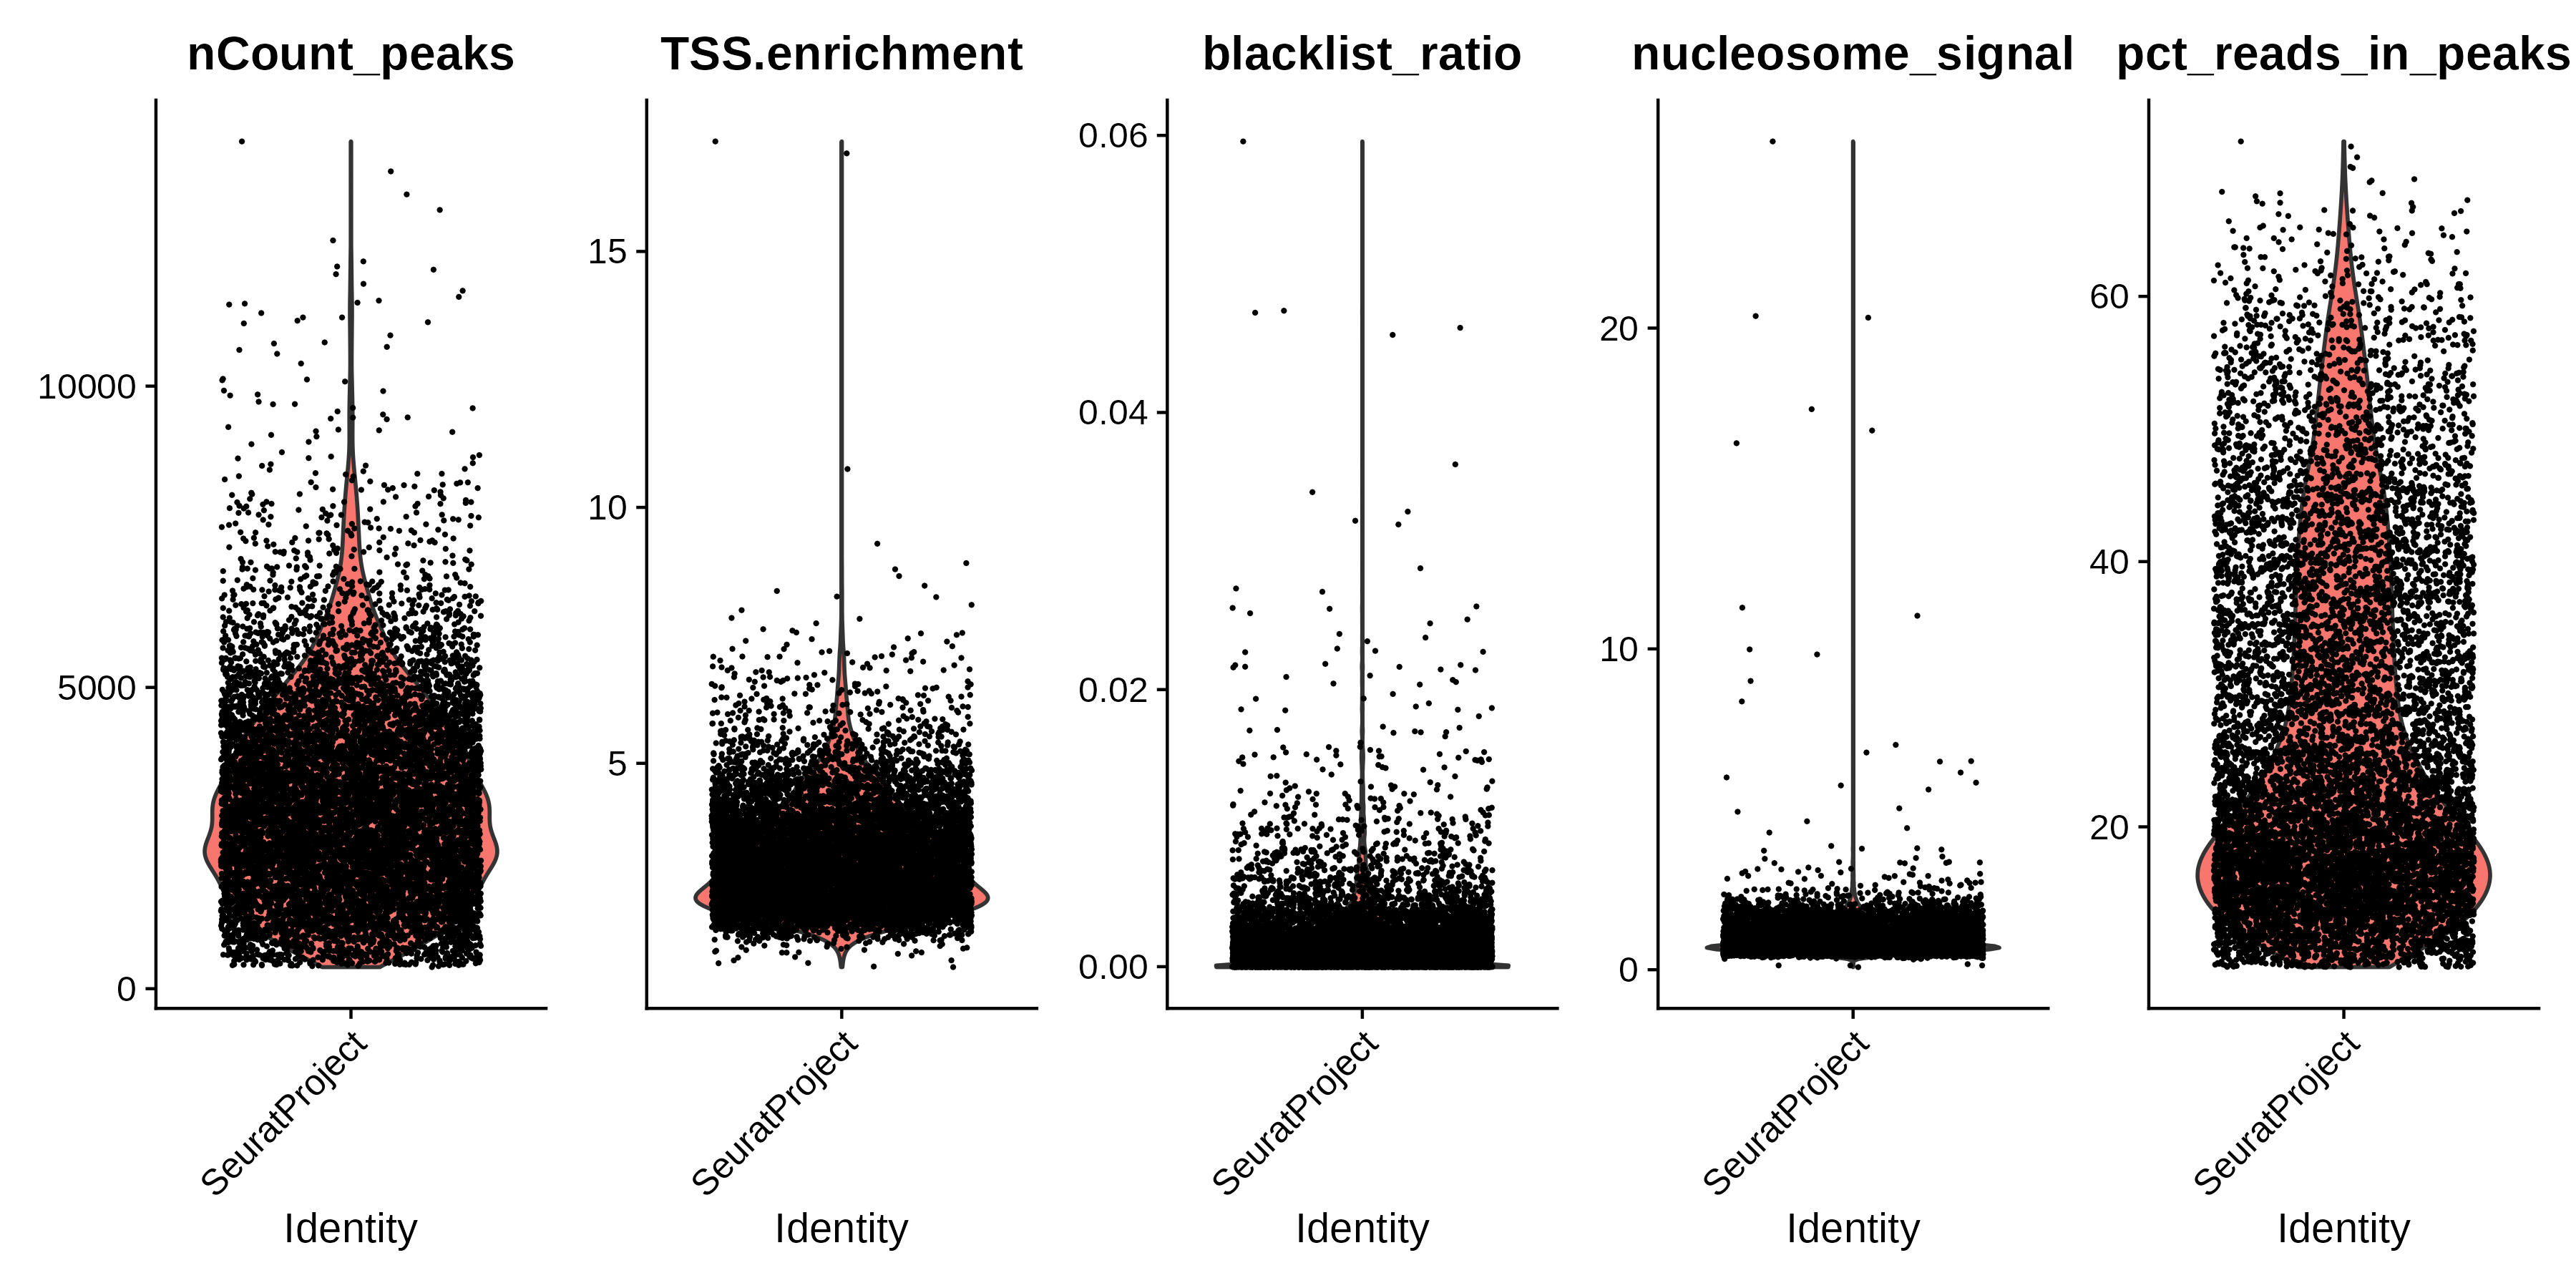 nCount_peaks
10000
5000
0
SeuratProject
Identity
TSS.enrichment
15
10
5
SeuratProject
Identity
blacklist_ratio
0.06
0.04
0.02
0.00
SeuratProject
Identity
nucleosome_signal
20
10
0
SeuratProject
Identity
pct_reads_in_peaks
60
40
20
SeuratProject
Identity